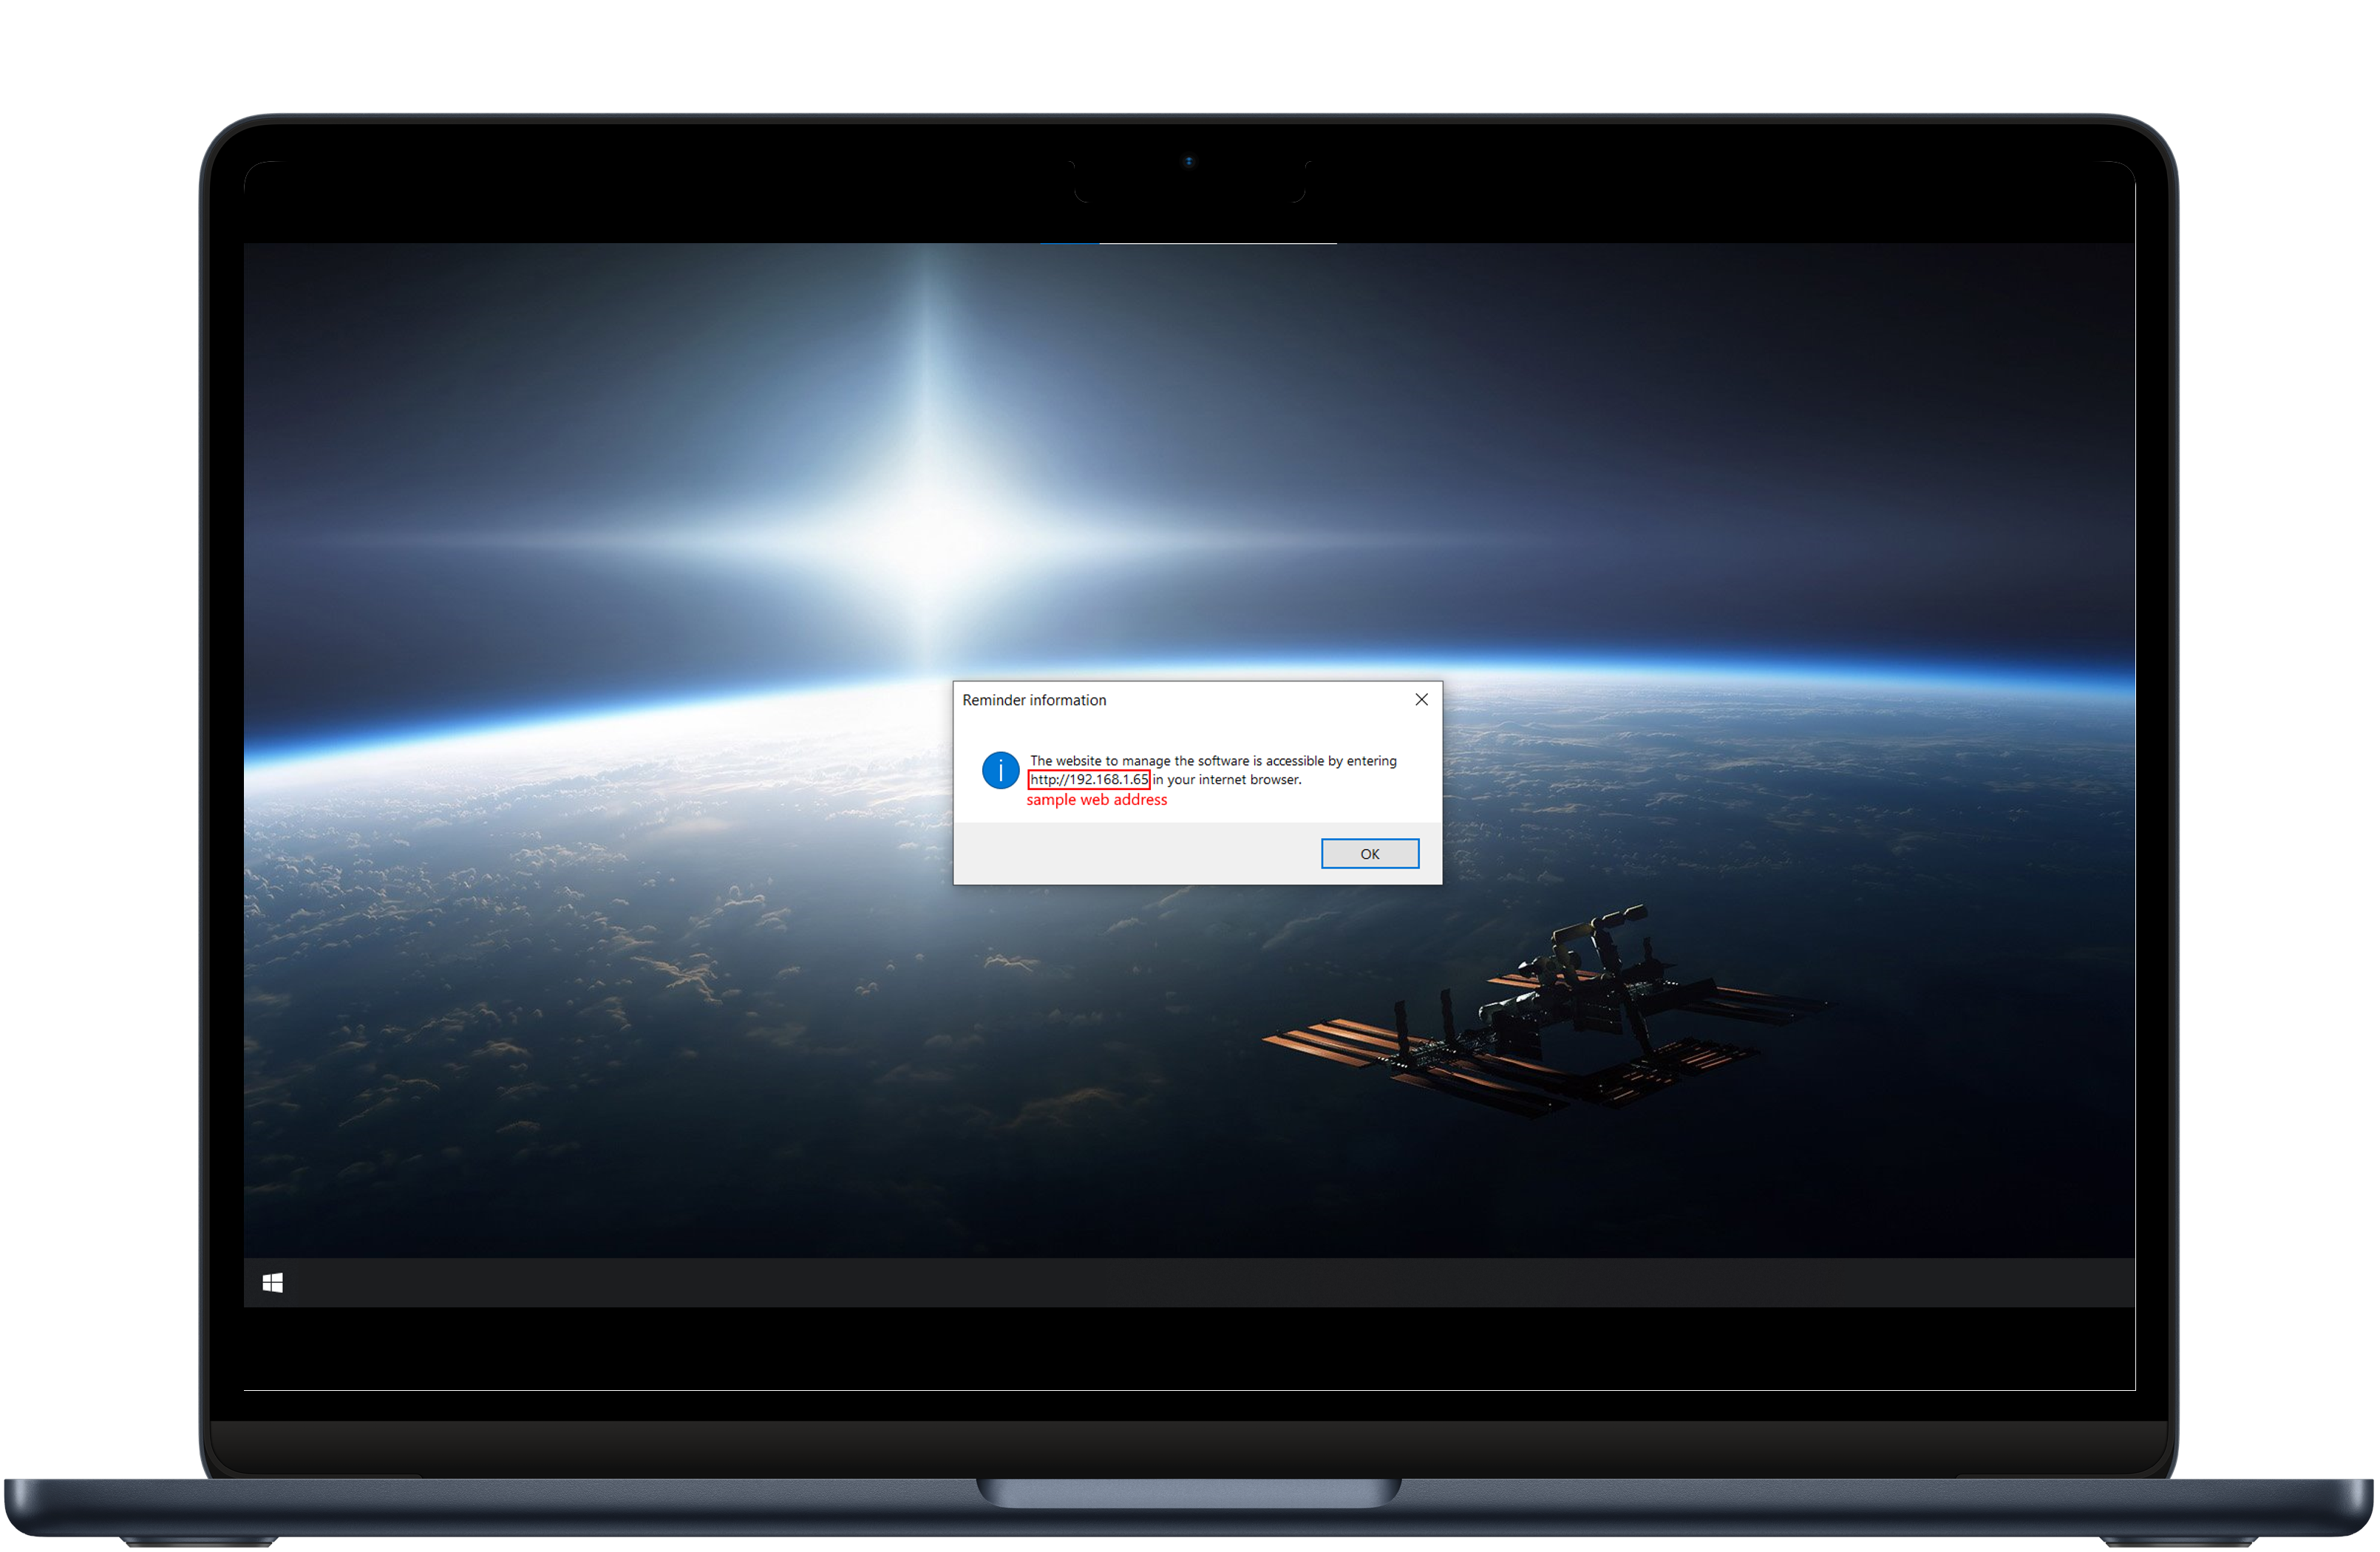 Reminder information
The website to manage the software is accessible by entering
http://192.168.1.65 in your internet browser.
sample web address
OK